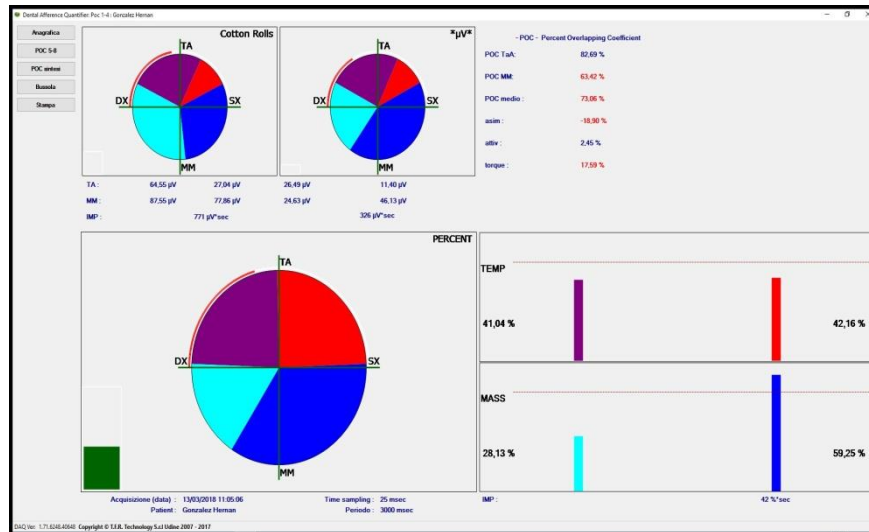 Dental Afference Quantifier: Poc 1-4 : Gonzalez Hernan
Anagrafica
POC 5-8
POC sintesi
Bussola
Stampa
Cotton Rolls
TA
DX
SX
MM
*µV*
TA
DX
SX
MM
- POC - Percent Overlapping Coefficient
POC TaA: 82,69 %
POC MM: 63,42 %
POC medio : 73,06 %
asim : -18,90 %
attiv : 2,45 %
torque : 17,59 %
TA : 64,55 µV 27,04 µV 26,49 µV 11,40 µV
MM : 87,55 µV 77,86 µV 24,63 µV 46,13 µV
IMP : 771 µV*sec 326 µV*sec
PERCENT
TA
DX
SX
MM
TEMP
41,04 % 42,16 %
MASS
28,13 % 59,25 %
Acquisizione (data) : 13/03/2018 11:05:06 Time sampling : 25 msec
Patient : Gonzalez Hernan Periodo : 3000 msec
IMP : 42 %*sec
DAQ Ver: 1.71.6248.40640 Copyright © T.F.R. Technology S.r.l Udine 2007 - 2017